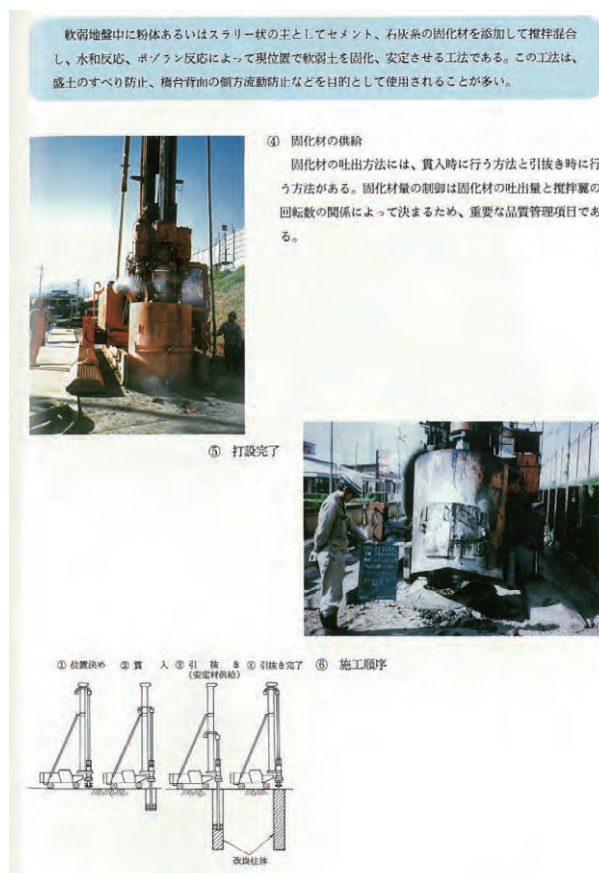 軟弱地盤中に粉体あるいはスラリー状の主としてセメント、石灰系の固化材を添加して撹拌混合
し、水和反応、ポゾラン反応によって現位置で軟弱土を固化、安定させる工法である。この工法は、
盛土のすべり防止、橋台背面の側方流動防止などを目的として使用されることが多い。
④ 固化材の供給
固化材の吐出方法には、貫入時に行う方法と引抜き時に行
う方法がある。固化材量の制御は固化材の吐出量と撹拌翼の
回転数の関係によって決まるため、重要な品質管理項目であ
る。
⑤ 打設完了
⑥ 施工順序
① 位置決め ② 貫 入 ③ 引 抜 き ④ 引抜き完了
(安定材供給)
改良柱体